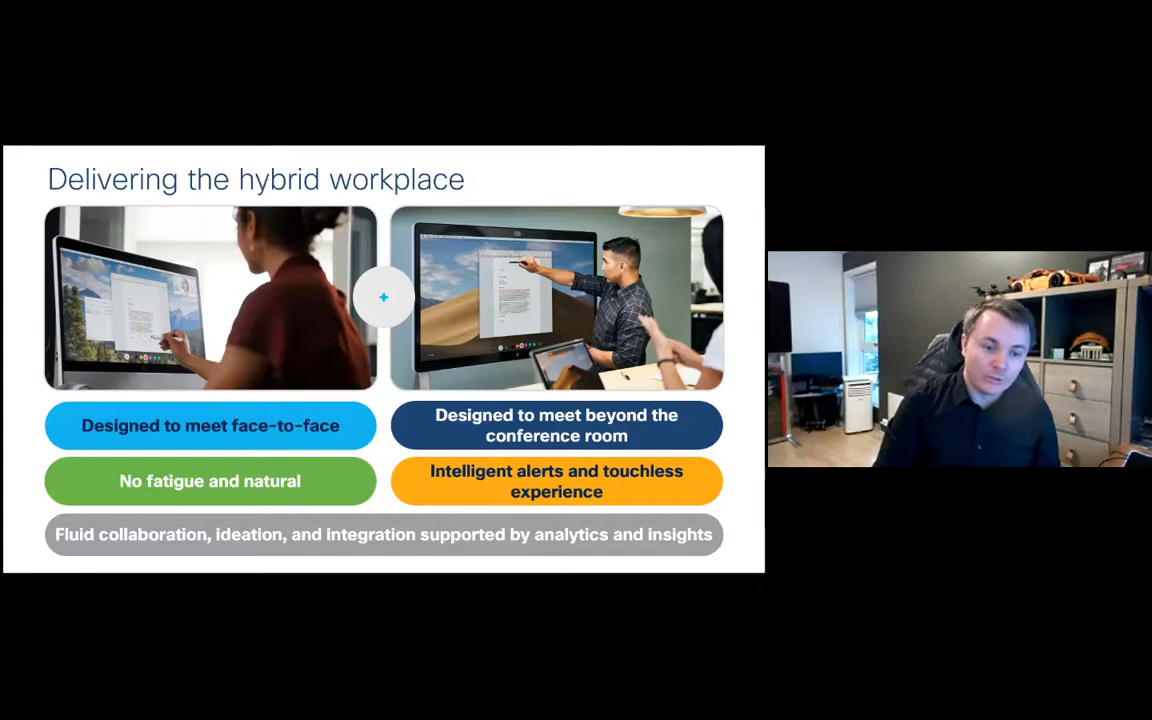 Delivering the hybrid workplace
Designed to meet face-to-face
Designed to meet beyond the
conference room
No fatigue and natural
Intelligent alerts and touchless
experience
Fluid collaboration, ideation, and integration supported by analytics and insights